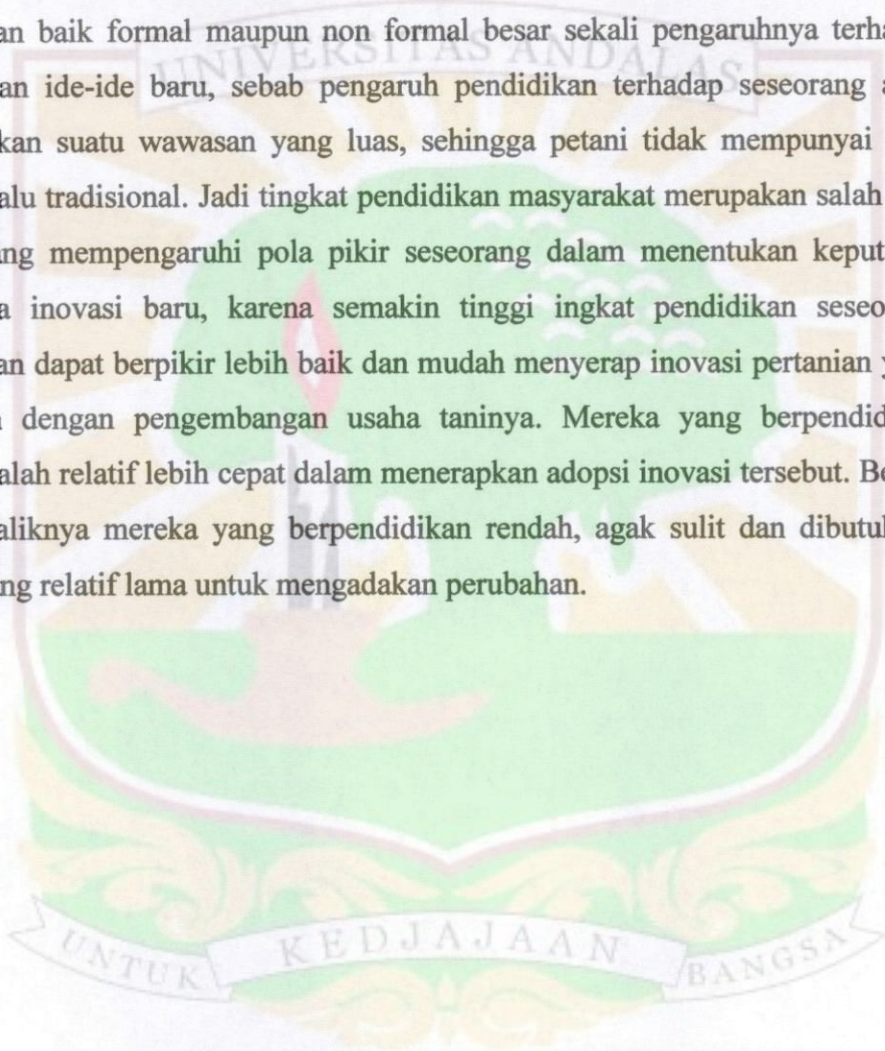 an baik formal maupun non formal besar sekali pengaruhnya terha
an ide-ide baru, sebab pengaruh pendidikan terhadap seseorang a
kan suatu wawasan yang luas, sehingga petani tidak mempunyai
alu tradisional. Jadi tingkat pendidikan masyarakat merupakan salah
ng mempengaruhi pola pikir seseorang dalam menentukan keput
a inovasi baru, karena semakin tinggi ingkat pendidikan seseo
an dapat berpikir lebih baik dan mudah menyerap inovasi pertanian y
dengan pengembangan usaha taninya. Mereka yang berpendid
alah relatif lebih cepat dalam menerapkan adopsi inovasi tersebut. Be
aliknya mereka yang berpendidikan rendah, agak sulit dan dibutul
ng relatif lama untuk mengadakan perubahan.
UNIVERSITAS ANDALAS
UNTUK KEDJAJAAN BANGSA